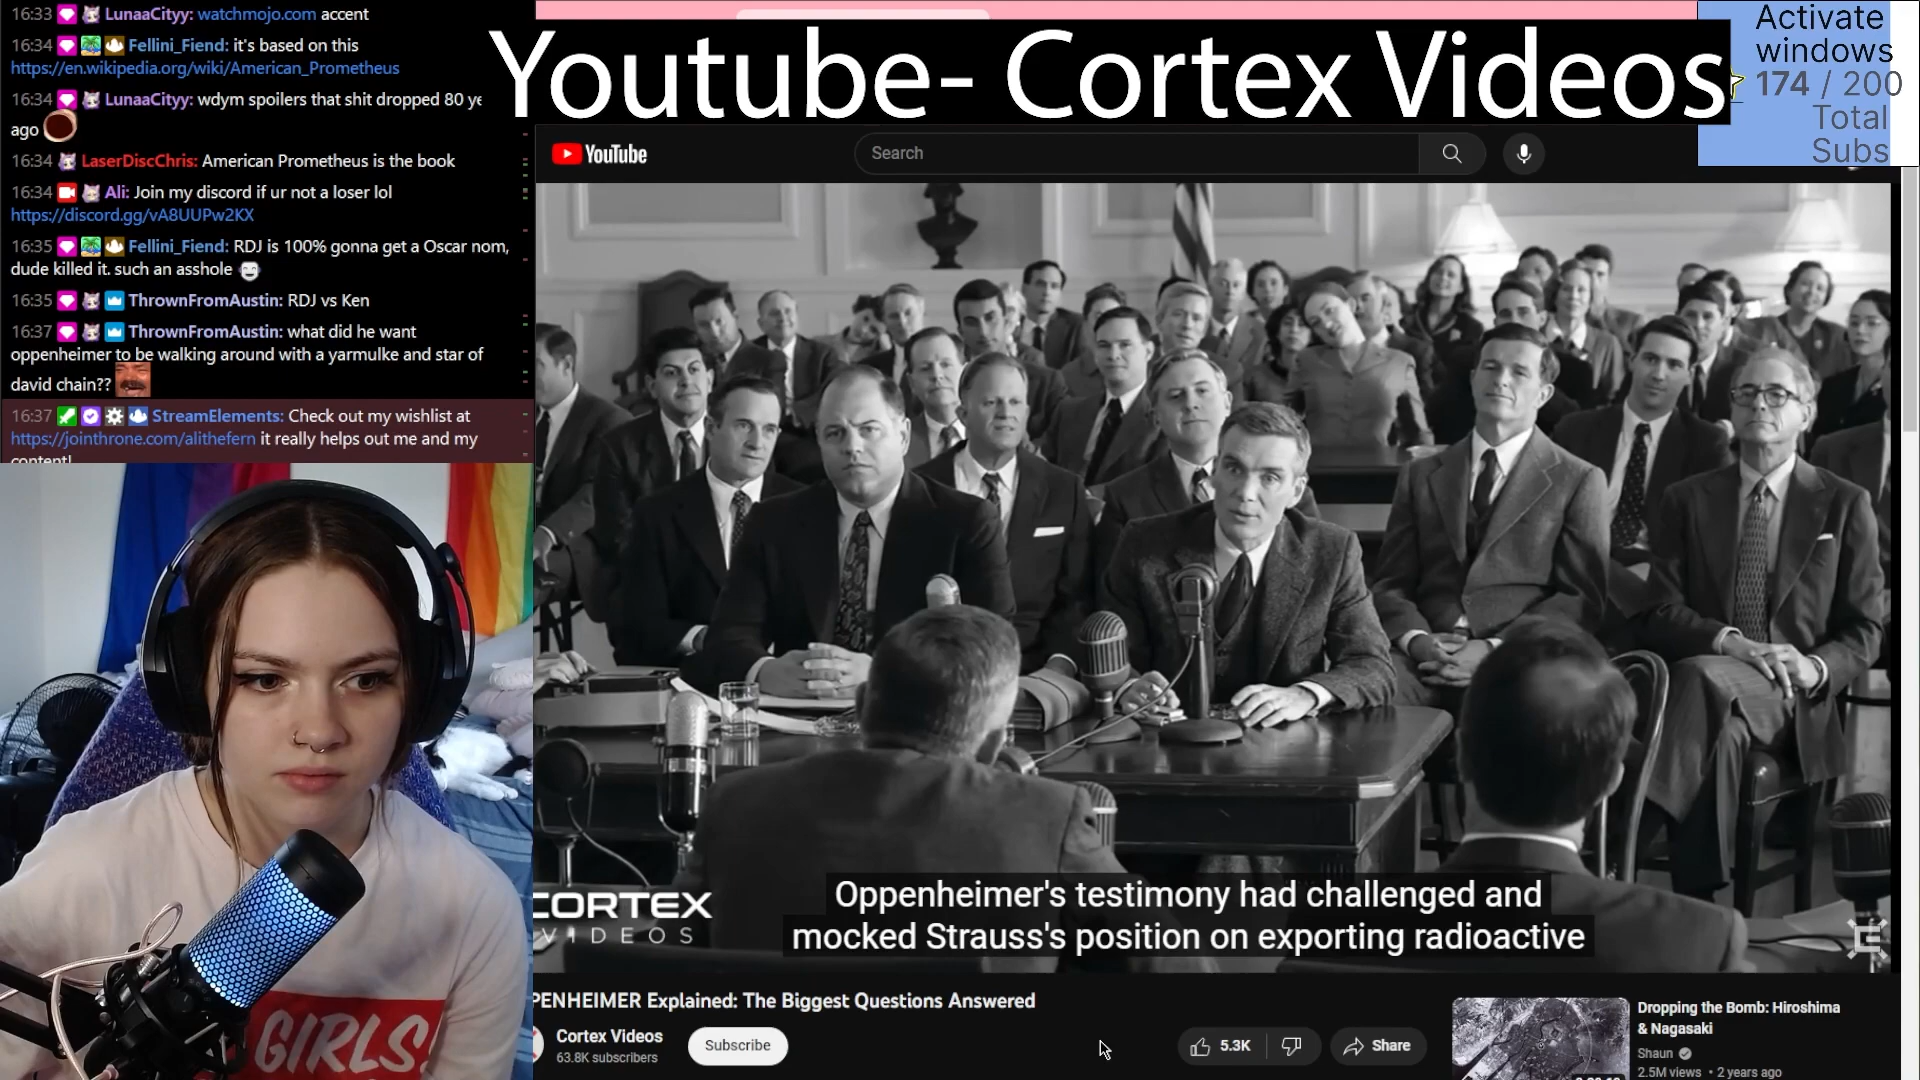 16:33 LunaaCityy: watchmojo.com accent
16:34 Fellini_Fiend: it's based on this
https://en.wikipedia.org/wiki/American_Prometheus
16:34 LunaaCityy: wdym spoilers that shit dropped 80 ye
ago
16:34 LaserDiscChris: American Prometheus is the book
16:34 Ali: Join my discord if ur not a loser lol
https://discord.gg/vA8UUPw2KX
16:35 Fellini_Fiend: RDJ is 100% gonna get a Oscar nom,
dude killed it. such an asshole
16:35 ThrownFromAustin: RDJ vs Ken
16:37 ThrownFromAustin: what did he want
oppenheimer to be walking around with a yarmulke and star of
david chain??
16:37 StreamElements: Check out my wishlist at
https://jointhrone.com/alithefern it really helps out me and my
content!
Youtube- Cortex Videos
Activate
windows
174 / 200
Total
Subs
YouTube
Search
CORTEX
VIDEOS
Oppenheimer's testimony had challenged and
mocked Strauss's position on exporting radioactive
PENHEIMER Explained: The Biggest Questions Answered
Cortex Videos
63.8K subscribers
Subscribe
5.3K
Share
Dropping the Bomb: Hiroshima
& Nagasaki
Shaun
2.5M views • 2 years ago
GIRLS